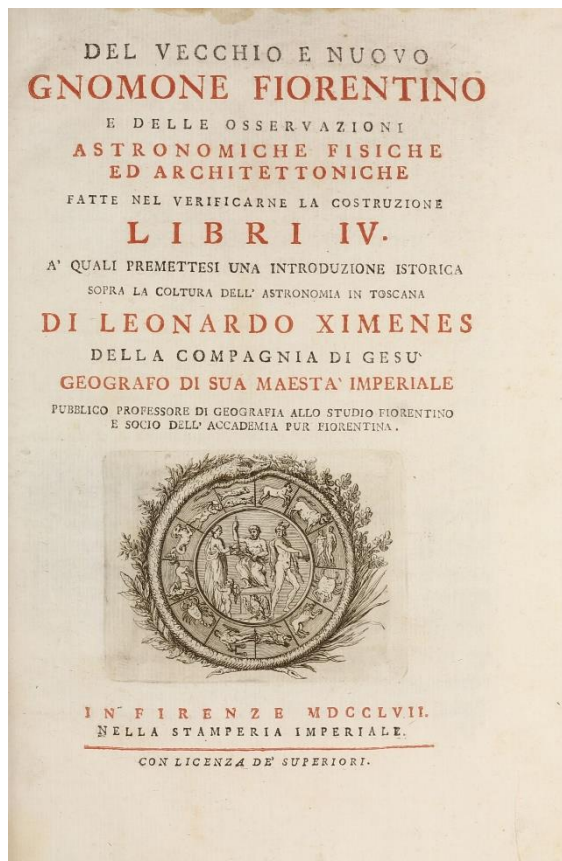 DEL VECCHIO E NUOVO
GNOMONE FIORENTINO
E DELLE OSSERVAZIONI
ASTRONOMICHE FISICHE
ED ARCHITETTONICHE
FATTE NEL VERIFICARNE LA COSTRUZIONE
LIBRI IV.
A' QUALI PREMETTESI UNA INTRODUZIONE ISTORICA
SOPRA LA COLTURA DELL' ASTRONOMIA IN TOSCANA
DI LEONARDO XIMENES
DELLA COMPAGNIA DI GESU'
GEOGRAFO DI SUA MAESTA' IMPERIALE
PUBBLICO PROFESSORE DI GEOGRAFIA ALLO STUDIO FIORENTINO
E SOCIO DELL' ACCADEMIA PUR FIORENTINA.
IN FIRENZE MDCCLVII.
NELLA STAMPERIA IMPERIALE.
CON LICENZA DE' SUPERIORI.